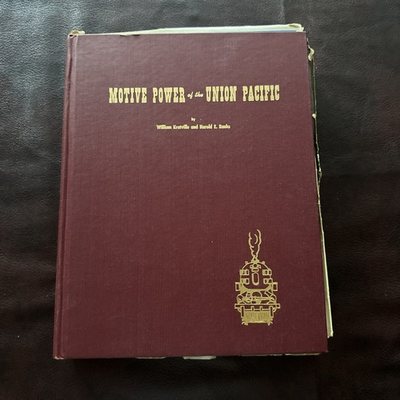 MOTIVE POWER of the UNION PACIFIC
by
William Kratville and Harold E. Ranks